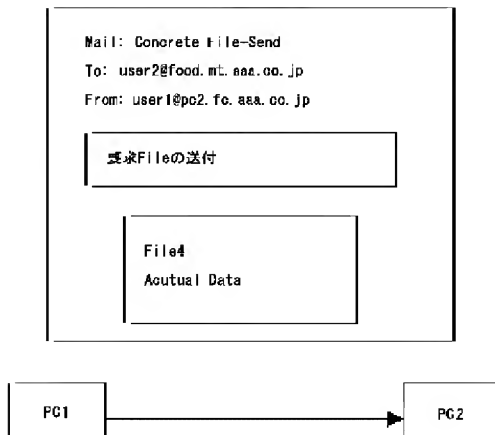 Mail: Concrete File-Send
To: user2@food.mt.aaa.co.jp
From: user1@pc2.fc.aaa.co.jp
要求Fileの送付
File4
Acutual Data
PC1
PC2